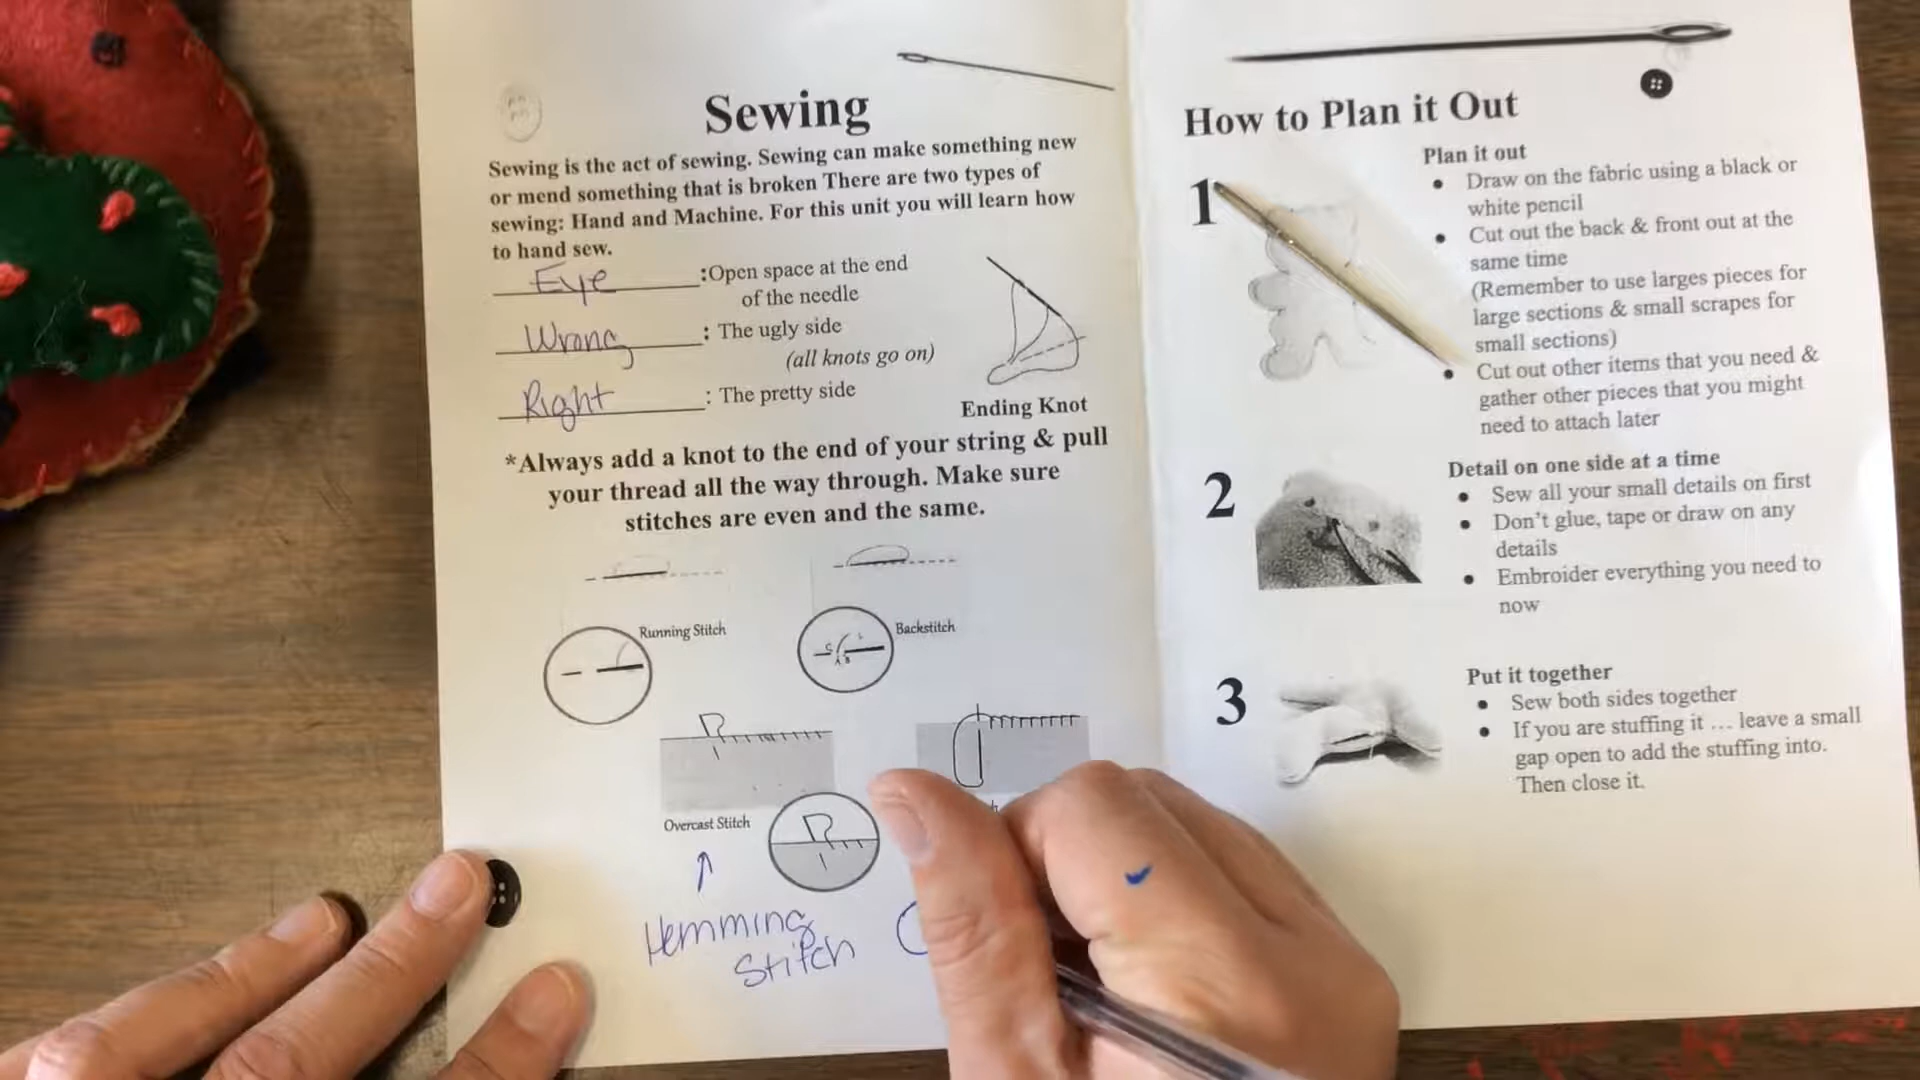 Sewing
Sewing is the act of sewing. Sewing can make something new
or mend something that is broken There are two types of
sewing: Hand and Machine. For this unit you will learn how
to hand sew.
Eye :Open space at the end
of the needle
Wrong : The ugly side
(all knots go on)
Right : The pretty side
Ending Knot
*Always add a knot to the end of your string & pull
your thread all the way through. Make sure
stitches are even and the same.
Running Stitch
Backstitch
Overcast Stitch
Hemming
Stitch
How to Plan it Out
1
Plan it out
• Draw on the fabric using a black or
white pencil
• Cut out the back & front out at the
same time
(Remember to use larges pieces for
large sections & small scrapes for
small sections)
• Cut out other items that you need &
gather other pieces that you might
need to attach later
2
Detail on one side at a time
• Sew all your small details on first
• Don't glue, tape or draw on any
details
• Embroider everything you need to
now
3
Put it together
• Sew both sides together
• If you are stuffing it … leave a small
gap open to add the stuffing into.
Then close it.